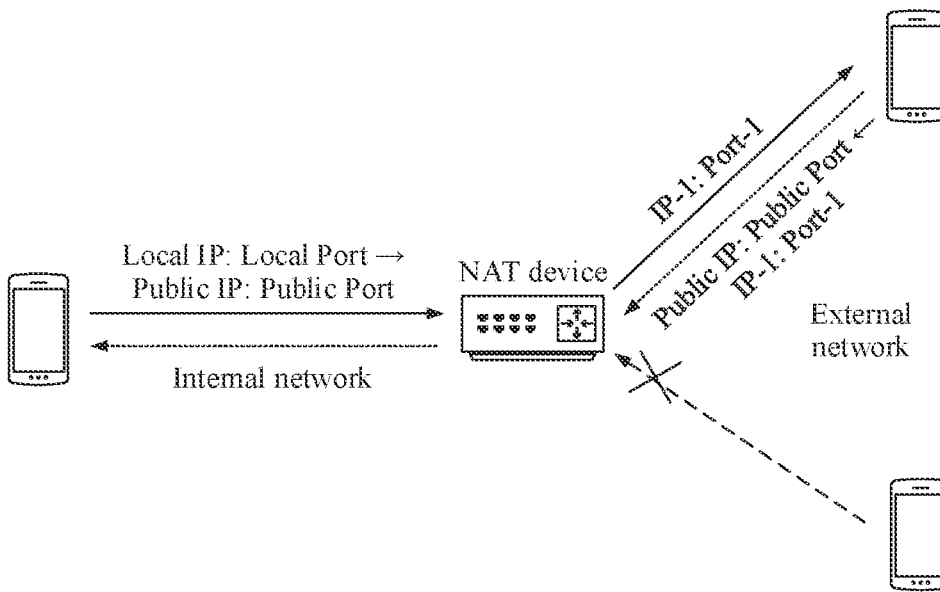 Local IP: Local Port →
Public IP: Public Port
Internal network
NAT device
IP-1: Port-1
Public IP: Public Port ←
IP-1: Port-1
External
network